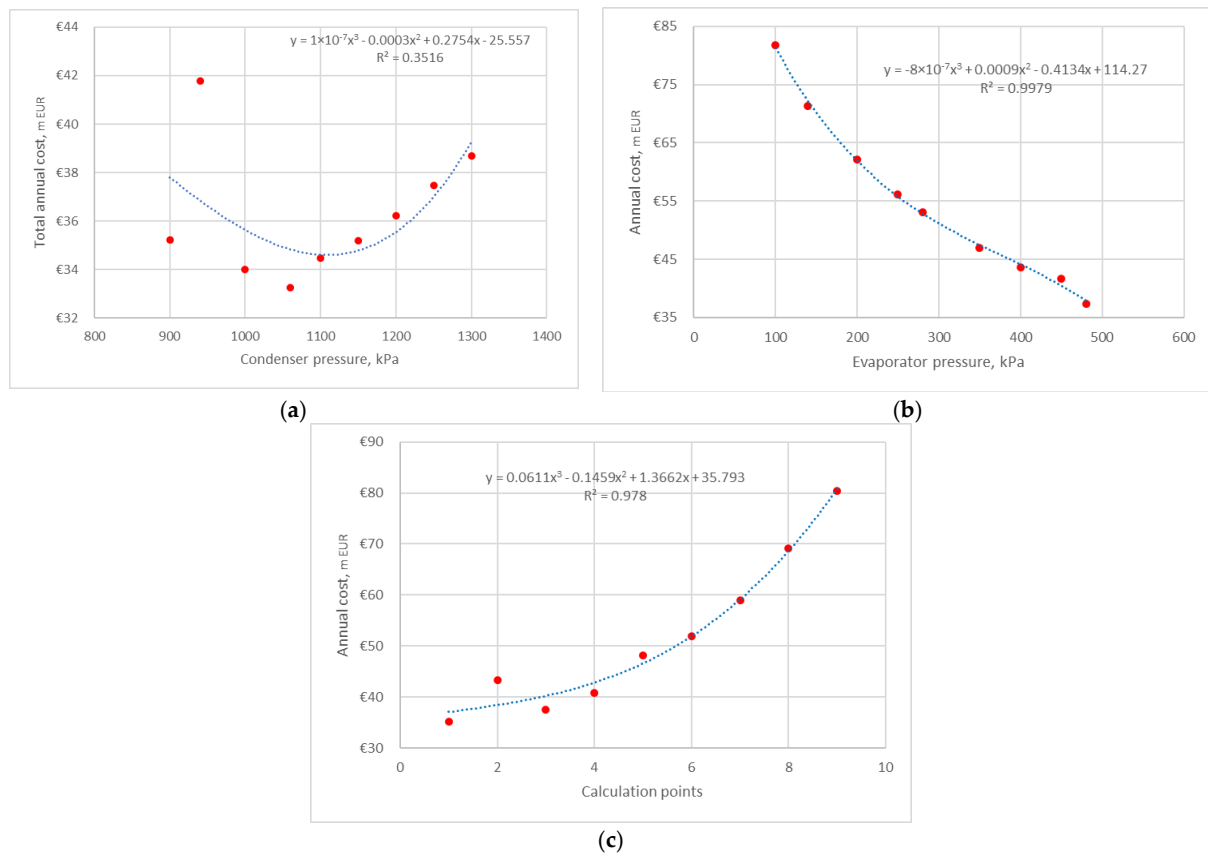 €44
€42
€40
€38
€36
€34
€32
Total annual cost, m EUR
y = 1×10⁻⁷x³ - 0.0003x² + 0.2754x - 25.557
R² = 0.3516
800 900 1000 1100 1200 1300 1400
Condenser pressure, kPa
(a)
€85
€75
€65
€55
€45
€35
Annual cost, m EUR
y = -8×10⁻⁷x³ + 0.0009x² - 0.4134x + 114.27
R² = 0.9979
0 100 200 300 400 500 600
Evaporator pressure, kPa
(b)
€90
€80
€70
€60
€50
€40
€30
Annual cost, m EUR
y = 0.0611x³ - 0.1459x² + 1.3662x + 35.793
R² = 0.978
0 2 4 6 8 10
Calculation points
(c)